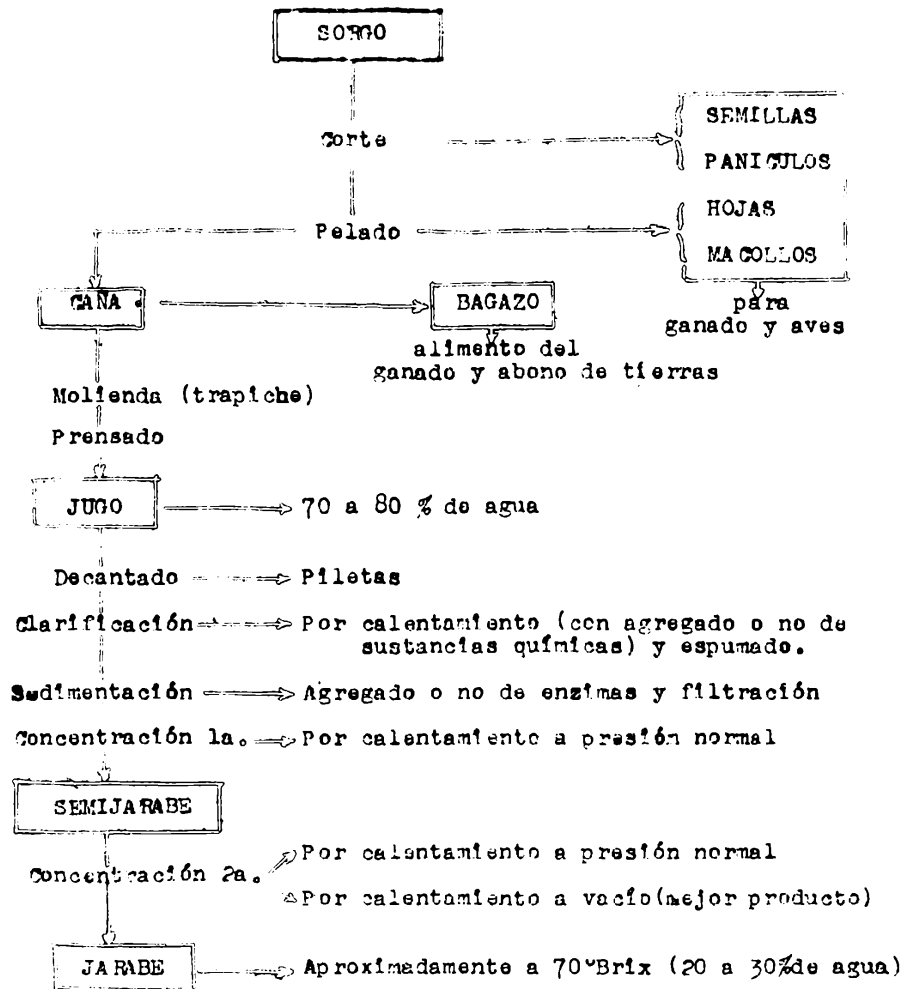 SORGO
SEMILLAS
Corte
PANICULOS
HOJAS
Pelado
MACOLLOS
CAÑA
BAGAZO
para
ganado y aves
alimento del
ganado y abono de tierras
Molienda (trapiche)
Prensado
JUGO
70 a 80 % de agua
Decantado
Piletas
Clarificación
Por calentamiento (con agregado o no de
sustancias químicas) y espumado.
Sedimentación
Agregado o no de enzimas y filtración
Concentración 1a.
Por calentamiento a presión normal
SEMIJARABE
Por calentamiento a presión normal
Concentración 2a.
Por calentamiento a vacío(mejor producto)
JARABE
Aproximadamente a 70°Brix (20 a 30%de agua)